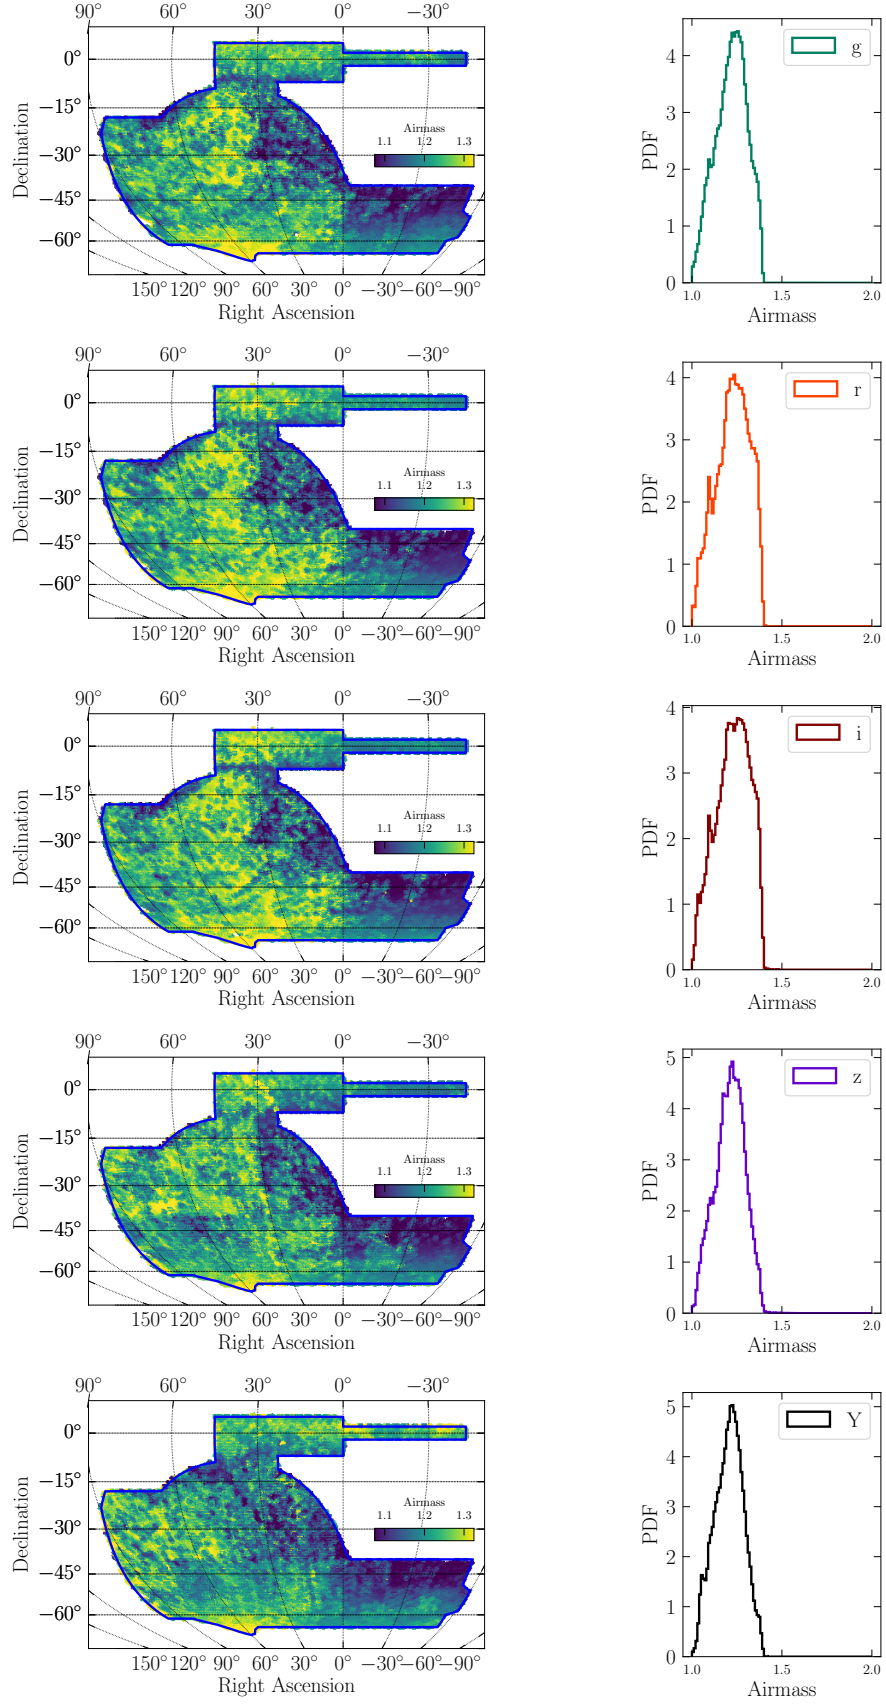 90° 60° 30° 0° −30°
0°
−15°
−30°
−45°
−60°
Declination
Airmass
1.1 1.2 1.3
150° 120° 90° 60° 30° 0° −30° −60° −90°
Right Ascension
4
3
2
1
0
PDF
g
1.0 1.5 2.0
Airmass
90° 60° 30° 0° −30°
0°
−15°
−30°
−45°
−60°
Declination
Airmass
1.1 1.2 1.3
150° 120° 90° 60° 30° 0° −30° −60° −90°
Right Ascension
4
3
2
1
0
PDF
r
1.0 1.5 2.0
Airmass
90° 60° 30° 0° −30°
0°
−15°
−30°
−45°
−60°
Declination
Airmass
1.1 1.2 1.3
150° 120° 90° 60° 30° 0° −30° −60° −90°
Right Ascension
4
3
2
1
0
PDF
i
1.0 1.5 2.0
Airmass
90° 60° 30° 0° −30°
0°
−15°
−30°
−45°
−60°
Declination
Airmass
1.1 1.2 1.3
150° 120° 90° 60° 30° 0° −30° −60° −90°
Right Ascension
5
4
3
2
1
0
PDF
z
1.0 1.5 2.0
Airmass
90° 60° 30° 0° −30°
0°
−15°
−30°
−45°
−60°
Declination
Airmass
1.1 1.2 1.3
150° 120° 90° 60° 30° 0° −30° −60° −90°
Right Ascension
5
4
3
2
1
0
PDF
Y
1.0 1.5 2.0
Airmass